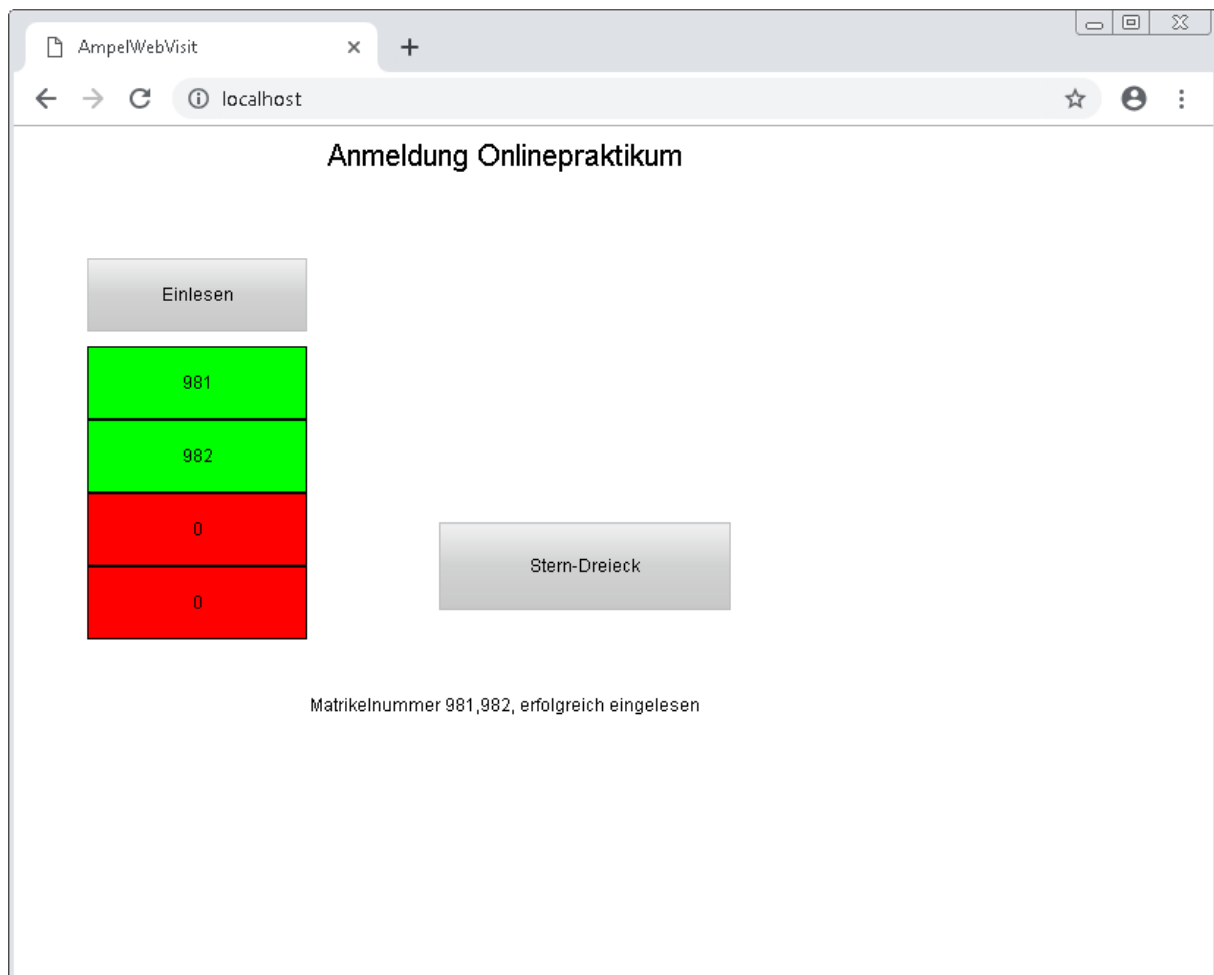 AmpelWebVisit
localhost
Anmeldung Onlinepraktikum
Einlesen
981
982
0
0
Stern-Dreieck
Matrikelnummer 981,982, erfolgreich eingelesen